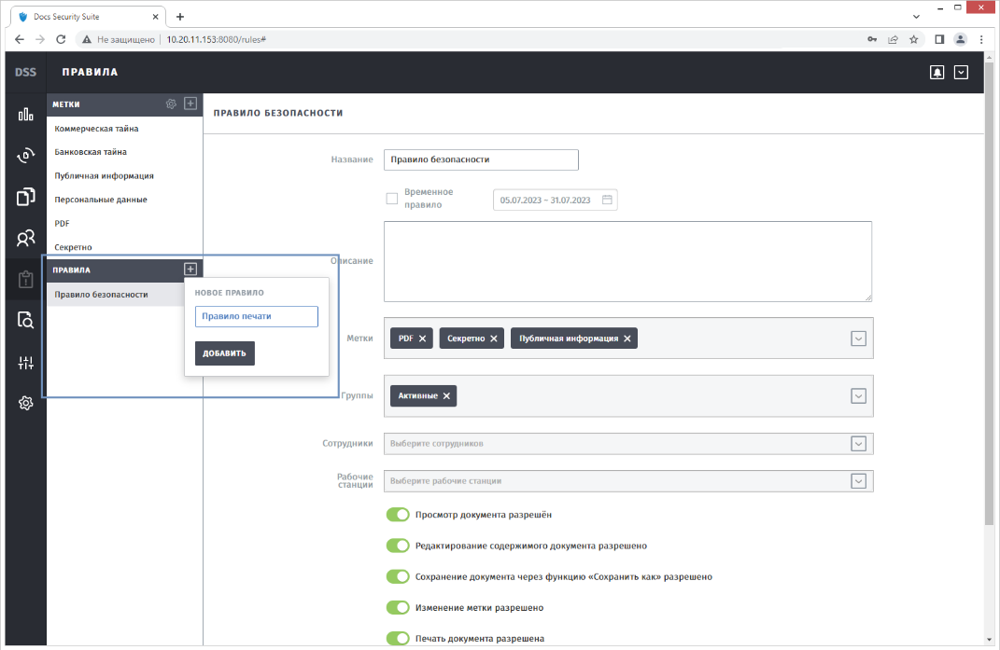 Docs Security Suite
Не защищено
10.20.11.153:8080/rules#
DSS
ПРАВИЛА
МЕТКИ
Коммерческая тайна
Банковская тайна
Публичная информация
Персональные данные
PDF
Секретно
ПРАВИЛА
Правило безопасности
НОВОЕ ПРАВИЛО
Правило печати
ДОБАВИТЬ
ПРАВИЛО БЕЗОПАСНОСТИ
Название
Правило безопасности
Временное
правило
05.07.2023 – 31.07.2023
Описание
Метки
PDF
Секретно
Публичная информация
Группы
Активные
Сотрудники
Выберите сотрудников
Рабочие
станции
Выберите рабочие станции
Просмотр документа разрешён
Редактирование содержимого документа разрешено
Сохранение документа через функцию «Сохранить как» разрешено
Изменение метки разрешено
Печать документа разрешена